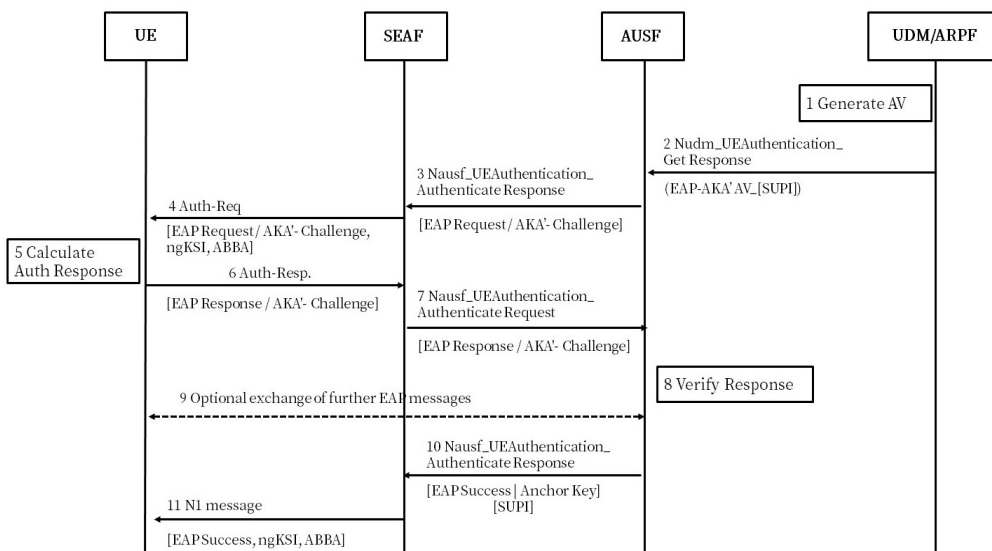 UE
SEAF
AUSF
UDM/ARPF
1 Generate AV
2 Nudm_UEAuthentication_
Get Response
(EAP-AKA' AV_[SUPI])
3 Nausf_UEAuthentication_
Authenticate Response
[EAP Request / AKA'- Challenge]
4 Auth-Req
[EAP Request / AKA'- Challenge,
ngKSI, ABBA]
5 Calculate
Auth Response
6 Auth-Resp.
[EAP Response / AKA'- Challenge]
7 Nausf_UEAuthentication_
Authenticate Request
[EAP Response / AKA'- Challenge]
8 Verify Response
9 Optional exchange of further EAP messages
10 Nausf_UEAuthentication_
Authenticate Response
[EAP Success | Anchor Key]
[SUPI]
11 N1 message
[EAP Success, ngKSI, ABBA]